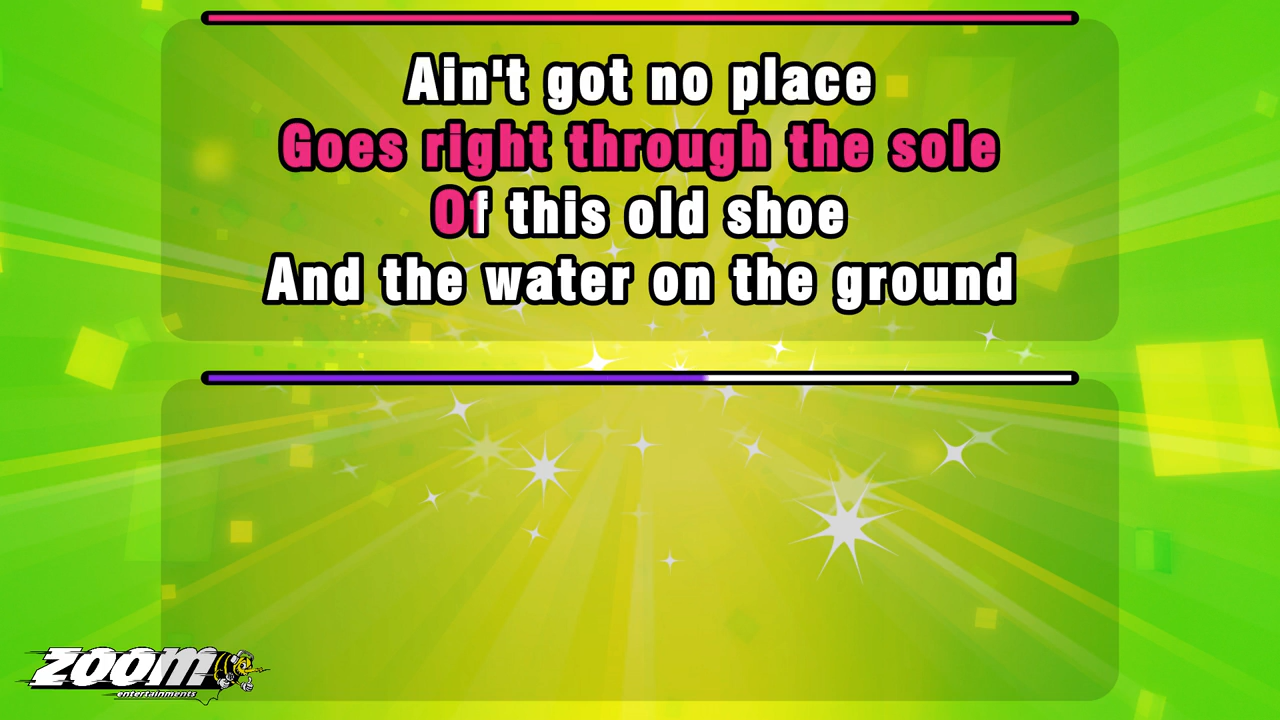 Ain't got no place
Goes right through the sole
Of this old shoe
And the water on the ground
zoom
entertainments